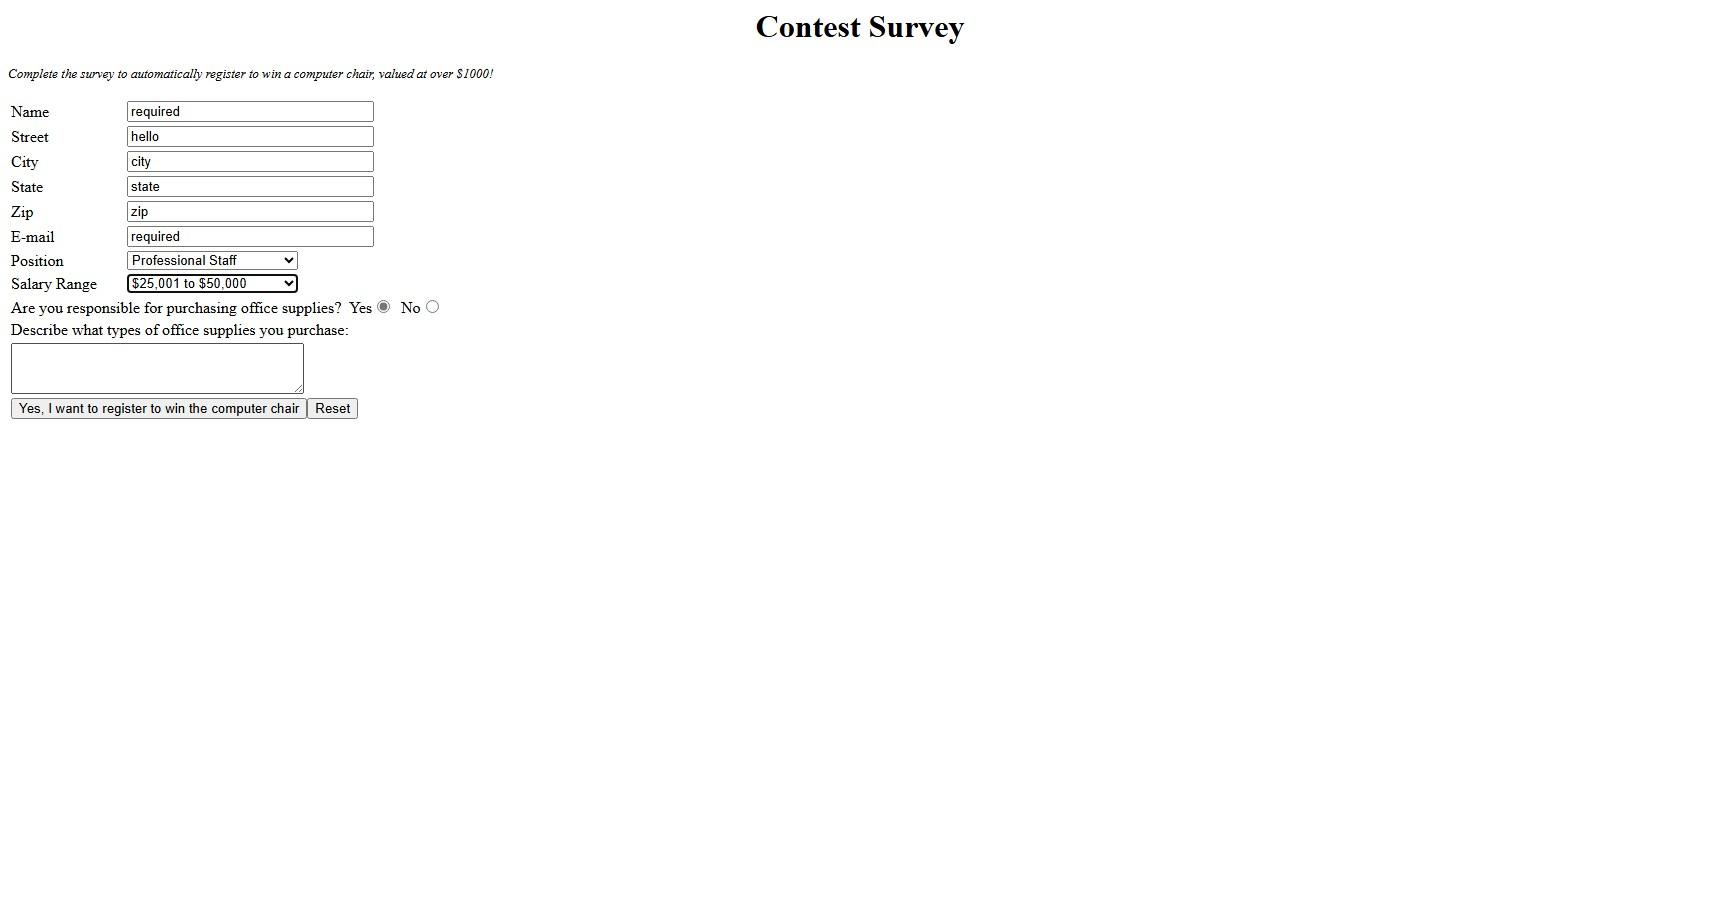 Contest Survey
Complete the survey to automatically register to win a computer chair, valued at over $1000!
Name required
Street hello
City city
State state
Zip zip
E-mail required
Position Professional Staff
Salary Range $25,001 to $50,000
Are you responsible for purchasing office supplies? Yes No
Describe what types of office supplies you purchase:
Yes, I want to register to win the computer chair Reset